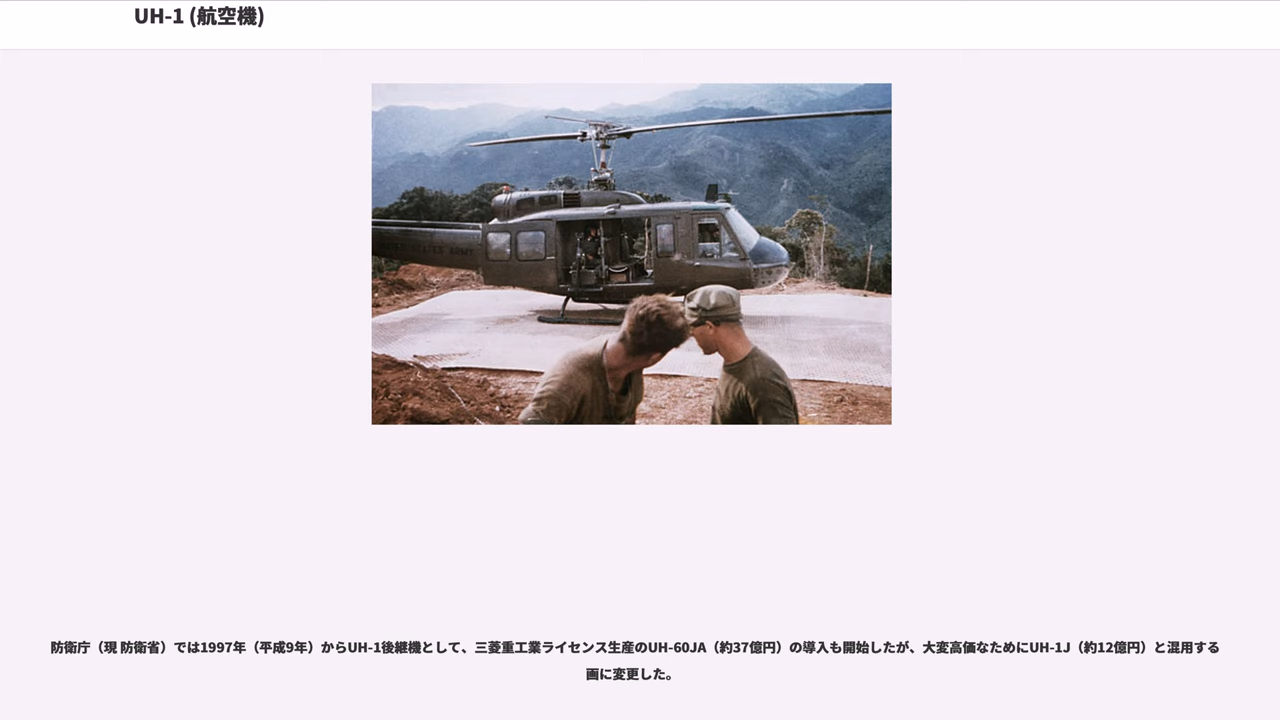 UH-1 (航空機)
防衛庁（現 防衛省）では1997年（平成9年）からUH-1後継機として、三菱重工業ライセンス生産のUH-60JA（約37億円）の導入も開始したが、大変高価なためにUH-1J（約12億円）と混用する
画に変更した。